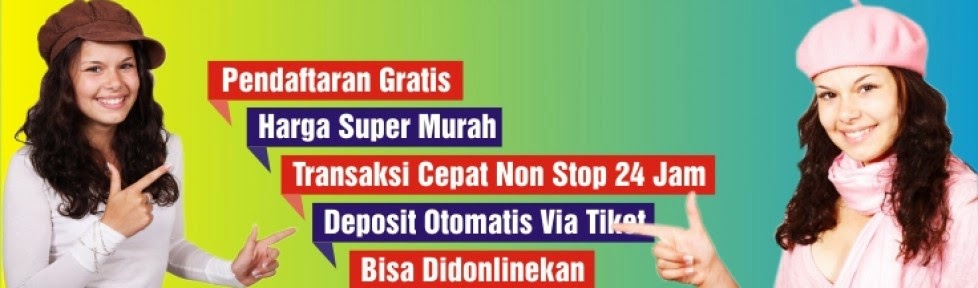 Pendaftaran Gratis
Harga Super Murah
Transaksi Cepat Non Stop 24 Jam
Deposit Otomatis Via Tiket
Bisa Didonlinekan